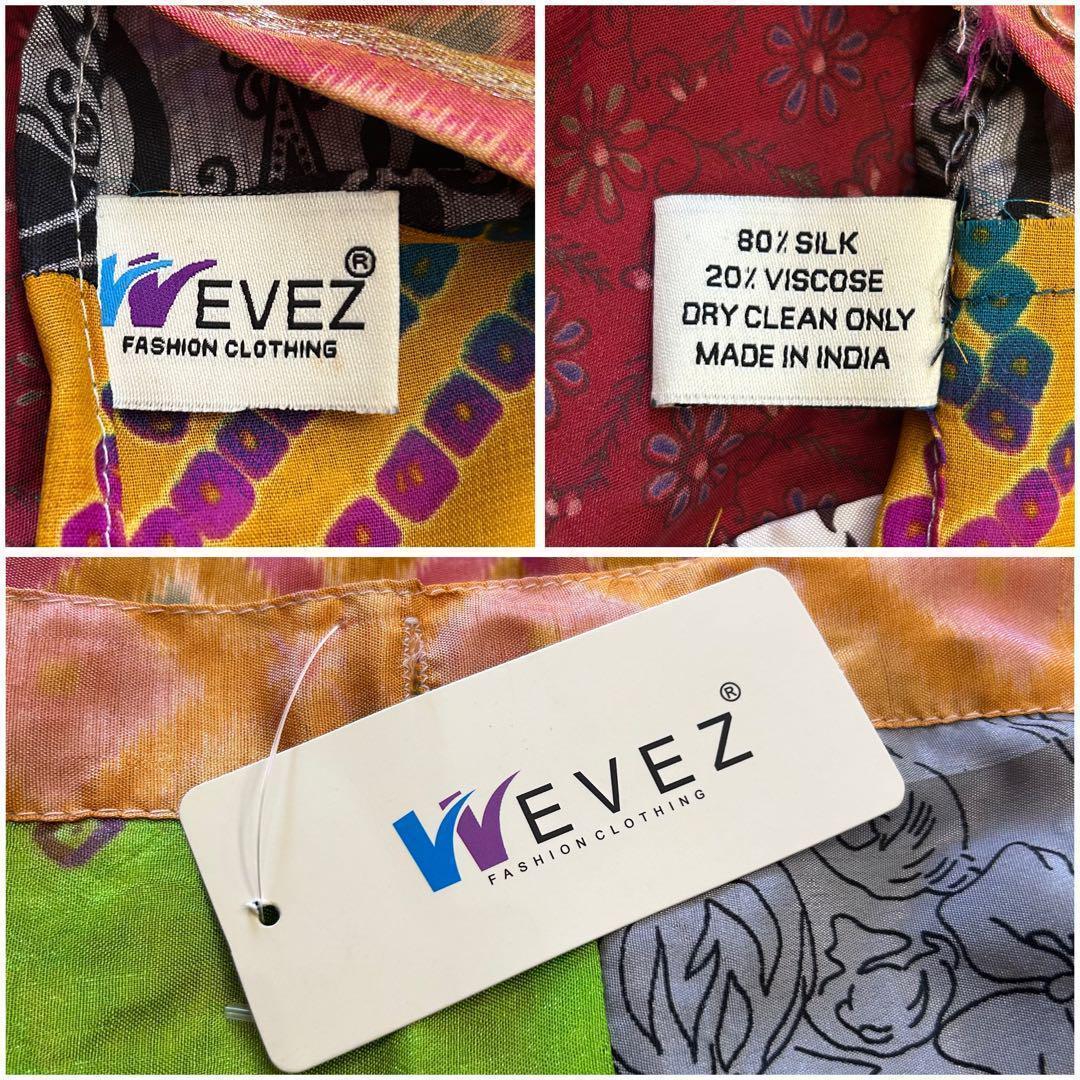 WEVEZ®
FASHION CLOTHING
80% SILK
20% VISCOSE
DRY CLEAN ONLY
MADE IN INDIA
WEVEZ®
FASHION CLOTHING